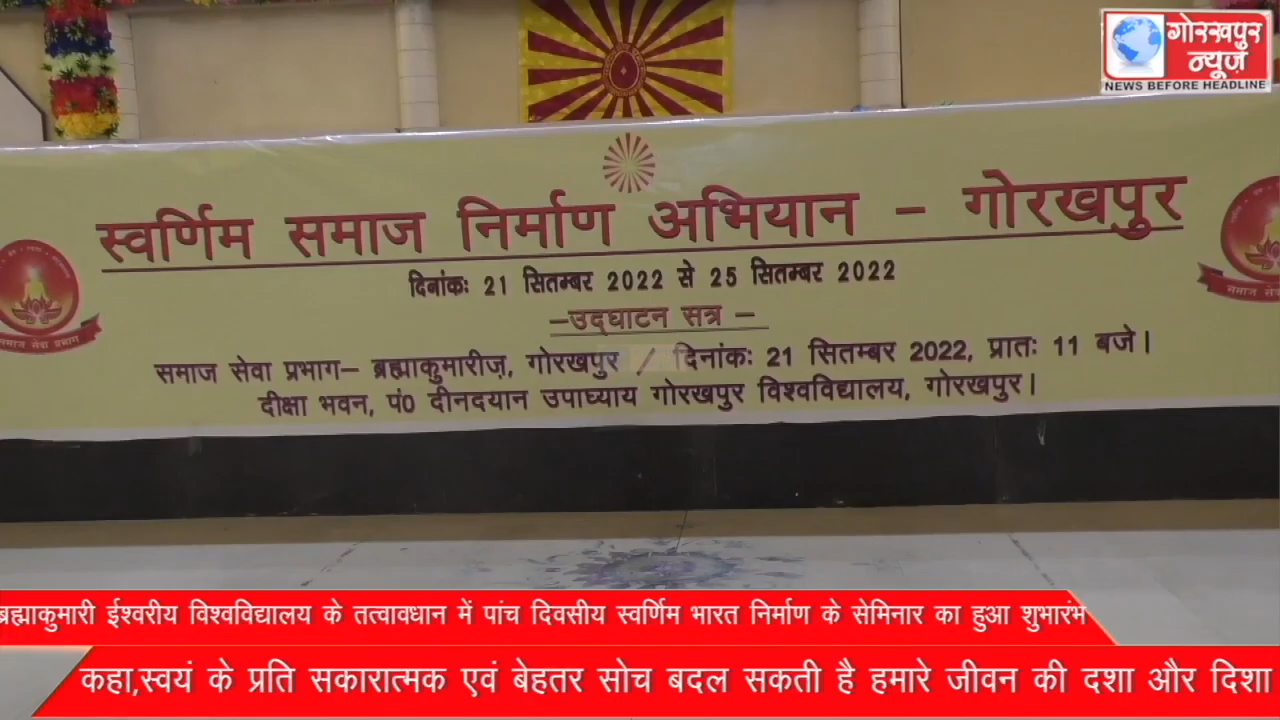 गोरखपुर
न्यूज़
NEWS BEFORE HEADLINE
स्वर्णिम समाज निर्माण अभियान – गोरखपुर
दिनांकः 21 सितम्बर 2022 से 25 सितम्बर 2022
–उद्घाटन सत्र –
समाज सेवा प्रभाग– ब्रह्माकुमारीज़, गोरखपुर / दिनांकः 21 सितम्बर 2022, प्रातः 11 बजे।
दीक्षा भवन, पं0 दीनदयान उपाघ्याय गोरखपुर विश्वविद्यालय, गोरखपुर।
समाज सेवा प्रभाग
समाज सेवा
ब्रह्माकुमारी ईश्वरीय विश्वविद्यालय के तत्वावधान में पांच दिवसीय स्वर्णिम भारत निर्माण के सेमिनार का हुआ शुभारंभ
कहा,स्वयं के प्रति सकारात्मक एवं बेहतर सोच बदल सकती है हमारे जीवन की दशा और दिशा